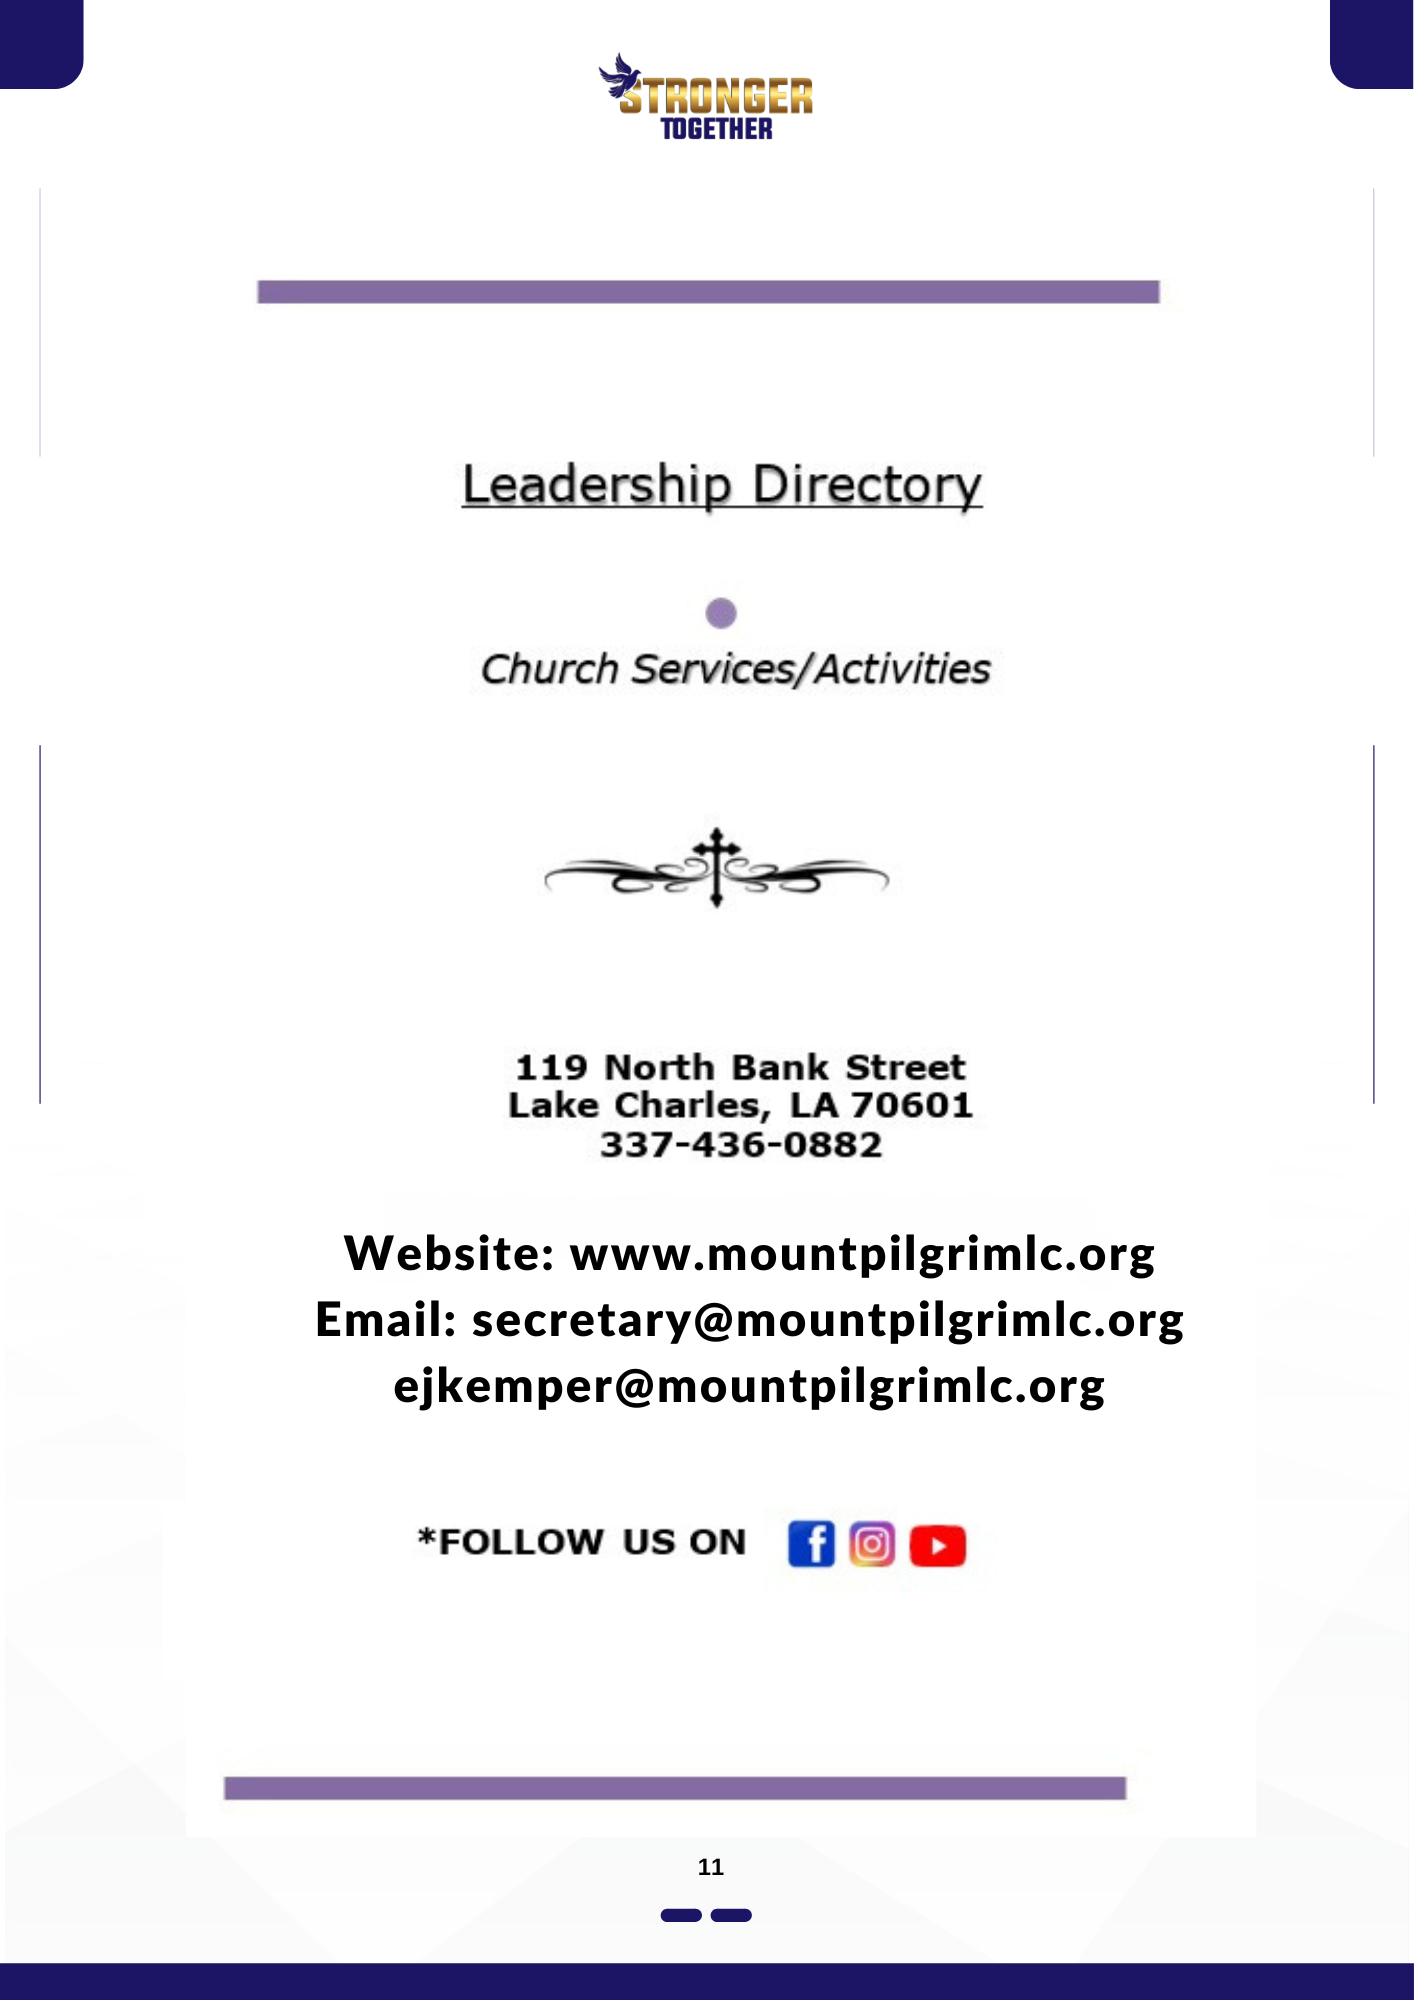 STRONGER
TOGETHER
Leadership Directory
Church Services/Activities
119 North Bank Street
Lake Charles, LA 70601
337-436-0882
Website: www.mountpilgrimlc.org
Email: secretary@mountpilgrimlc.org
ejkemper@mountpilgrimlc.org
*FOLLOW US ON
11